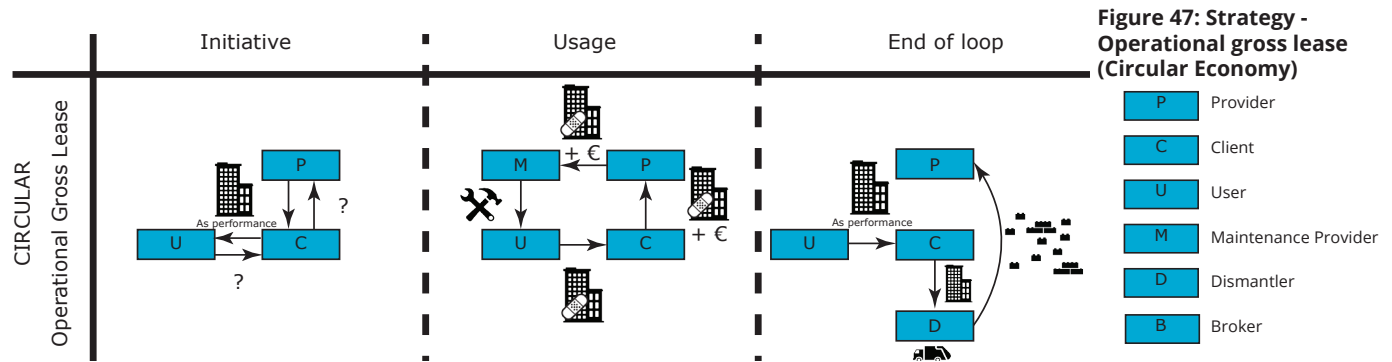 Figure 47: Strategy -
Operational gross lease
(Circular Economy)
Initiative
Usage
End of loop
CIRCULAR
Operational Gross Lease
P
As performance
?
U
C
?
M
+ €
P
U
C
+ €
P
As performance
U
C
D
P
Provider
C
Client
U
User
M
Maintenance Provider
D
Dismantler
B
Broker